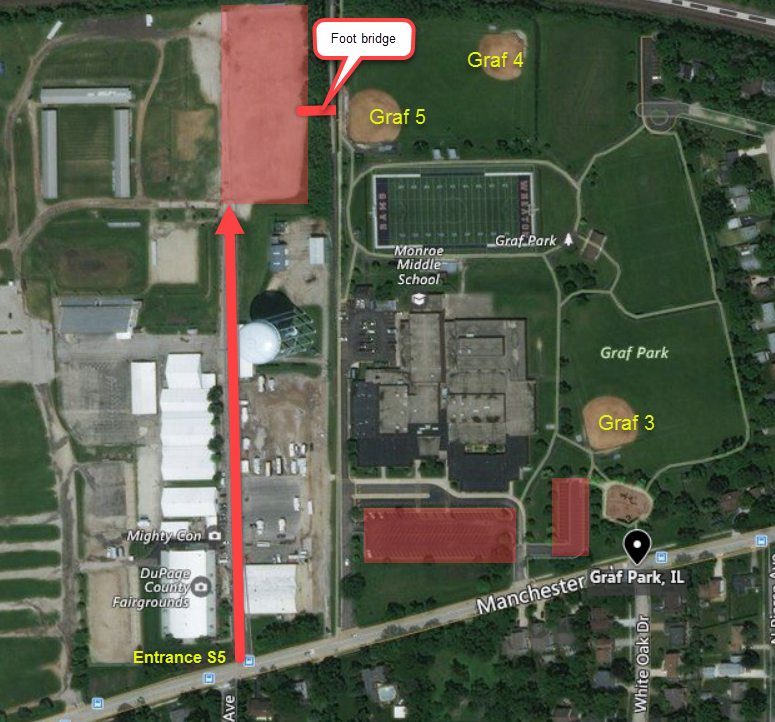 Foot bridge
Graf 4
Graf 5
RAMS
WHEATON
Graf Park
Monroe
Middle
School
Graf Park
Graf 3
Mighty Con
DuPage
County
Fairgrounds
Graf Park, IL
Manchester
Entrance S5
White Oak Dr
Ave